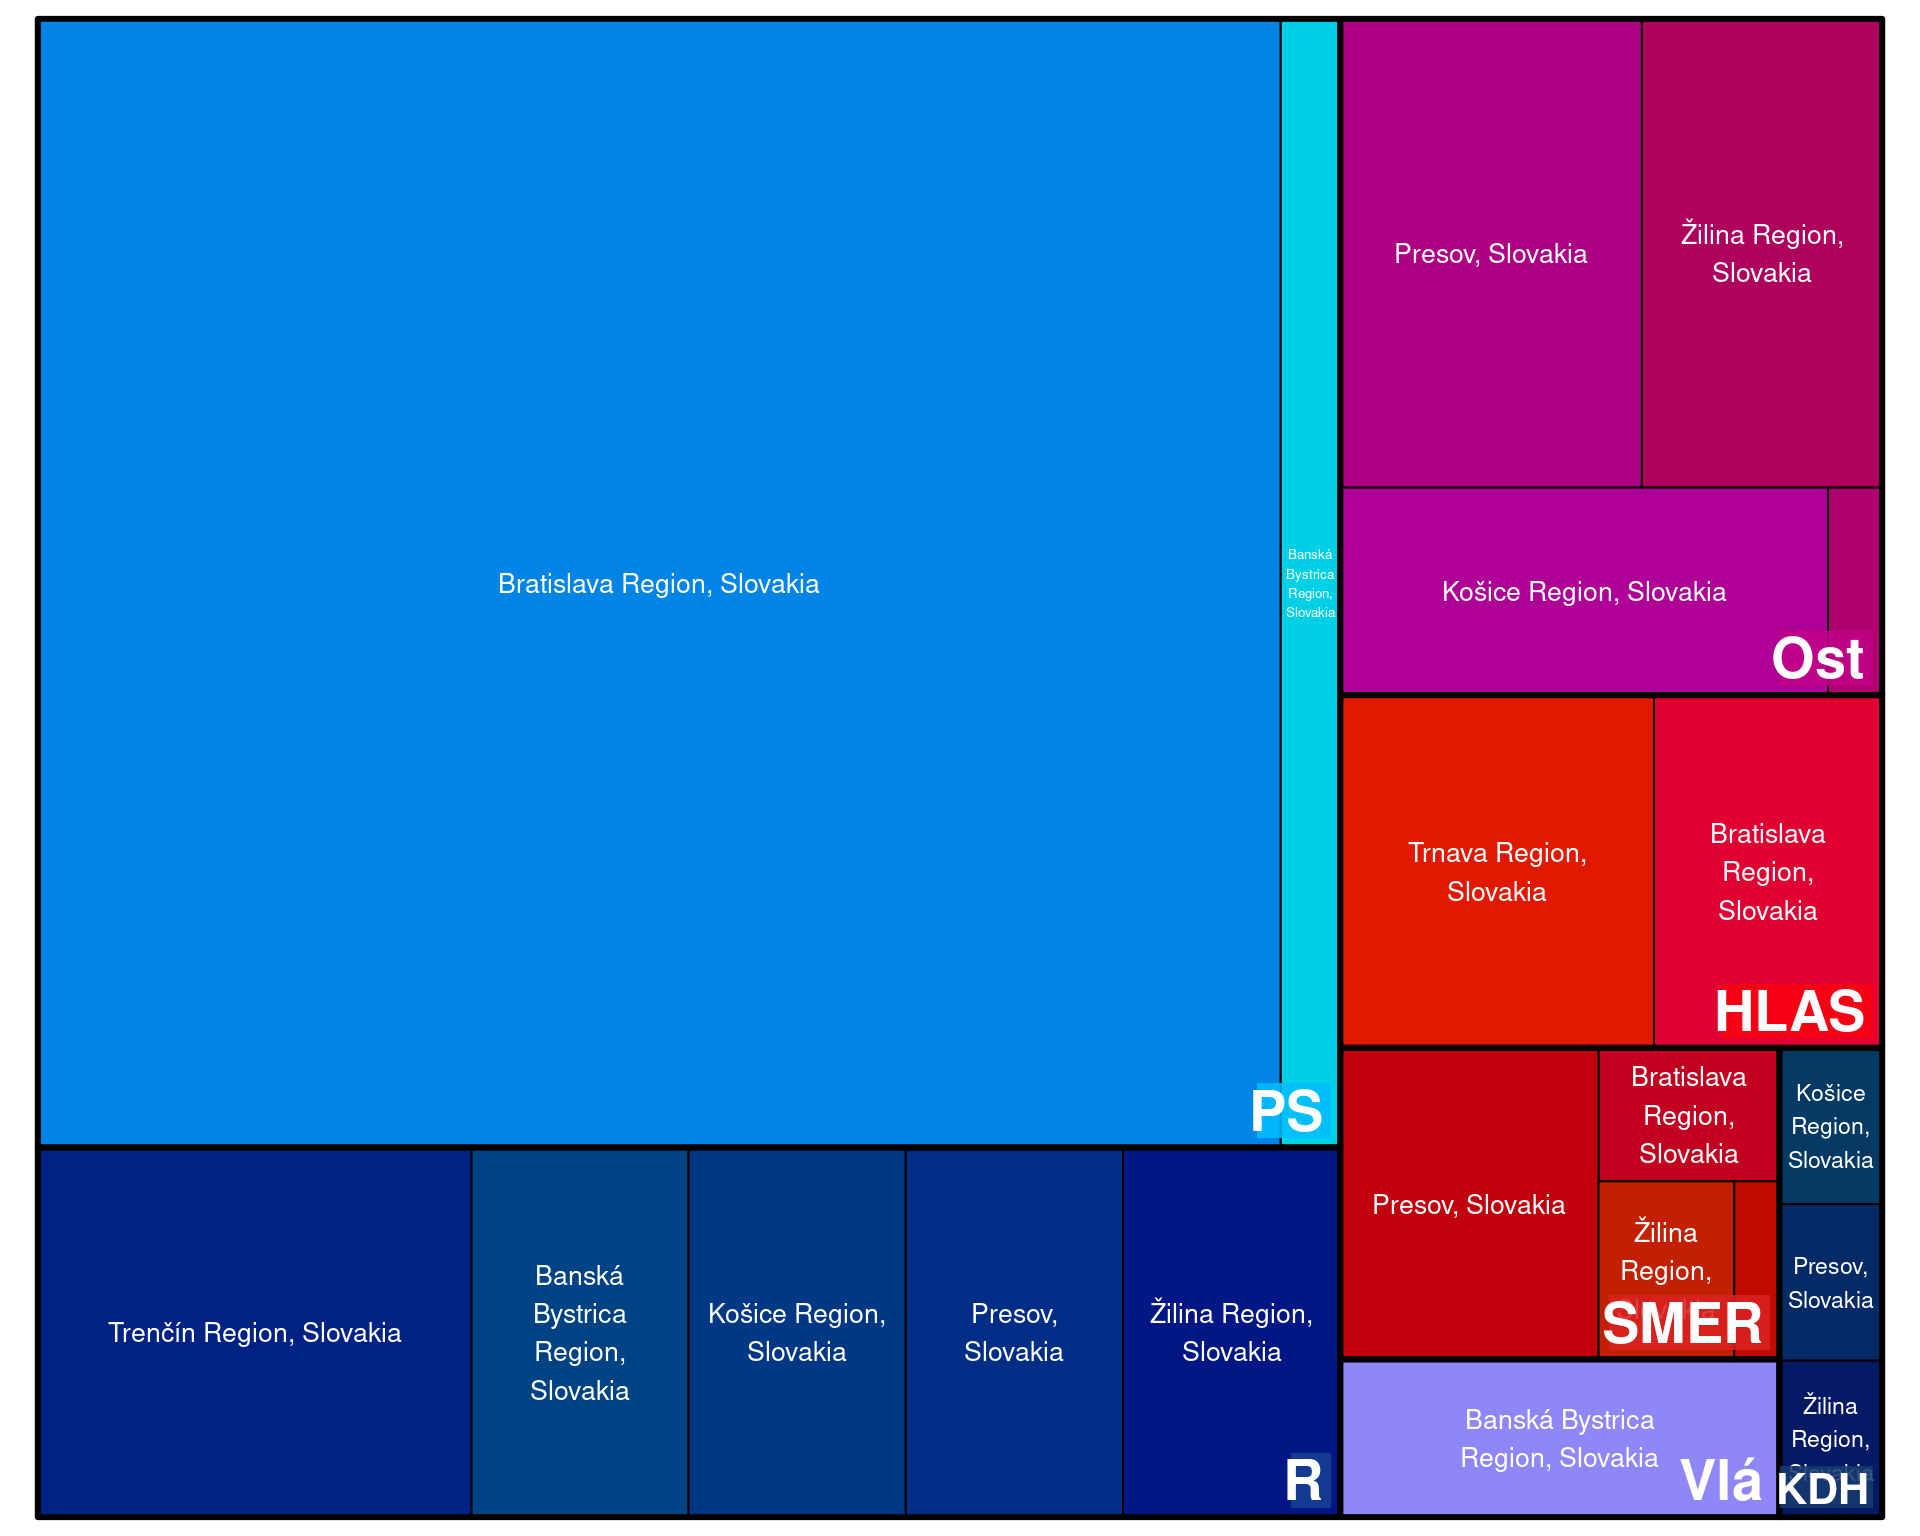 Bratislava Region, Slovakia
Banská
Bystrica
Region,
Slovakia
PS
Presov, Slovakia
Žilina Region,
Slovakia
Košice Region, Slovakia
Ost
Trnava Region,
Slovakia
Bratislava
Region,
Slovakia
HLAS
Trenčín Region, Slovakia
Banská
Bystrica
Region,
Slovakia
Košice Region,
Slovakia
Presov,
Slovakia
Žilina Region,
Slovakia
R
Presov, Slovakia
Bratislava
Region,
Slovakia
Žilina
Region,
SMER
Košice
Region,
Slovakia
Presov,
Slovakia
Žilina
Region,
Slovakia
KDH
Banská Bystrica
Region, Slovakia
Vlá